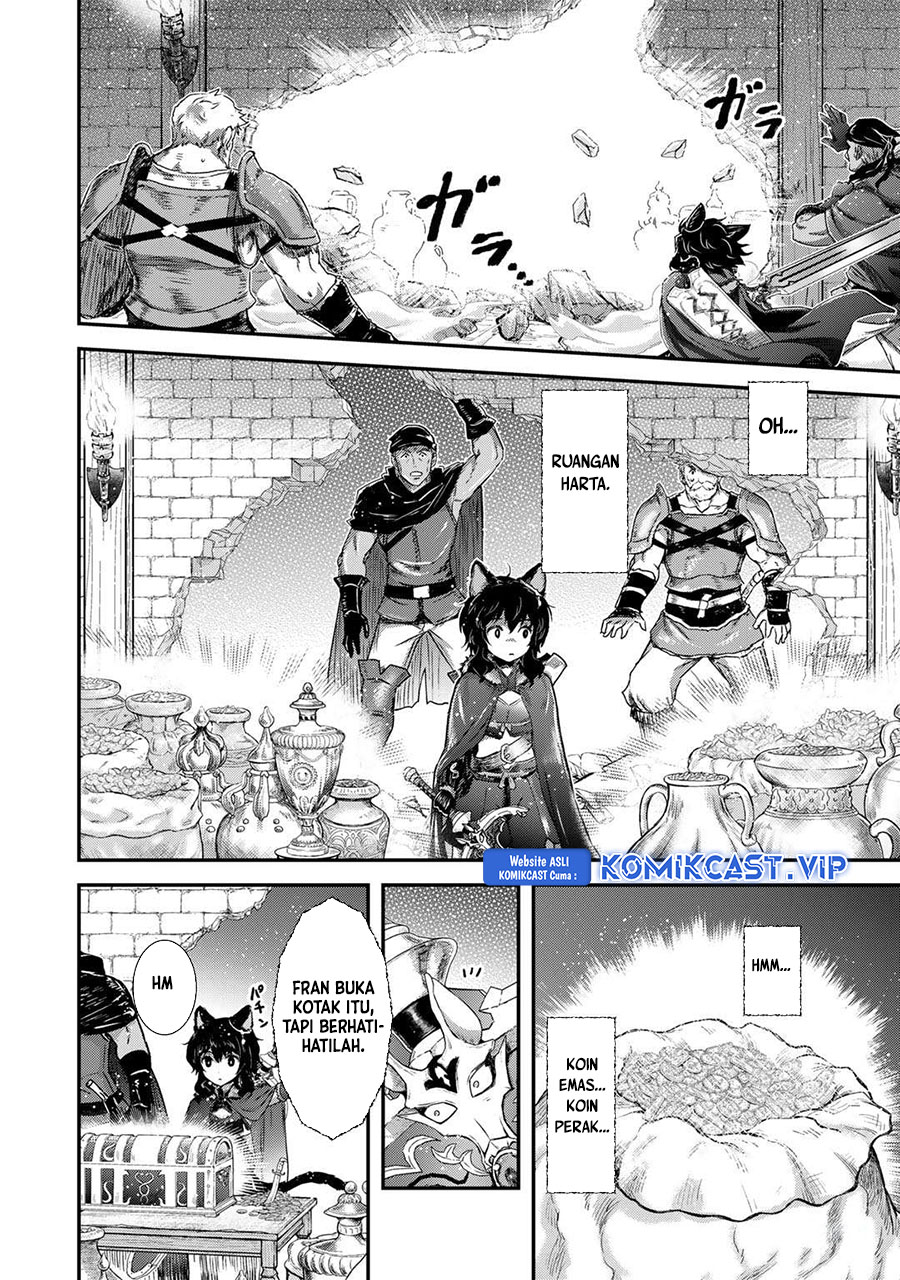 ガラ
ガラ
OH...
RUANGAN
HARTA.
Website ASLI
KOMIKCAST Cuma :
KOMIKCAST.VIP
HMM...
KOIN
EMAS...
KOIN
PERAK...
FRAN BUKA
KOTAK ITU,
TAPI BERHATI-
HATILAH.
パチン
HM